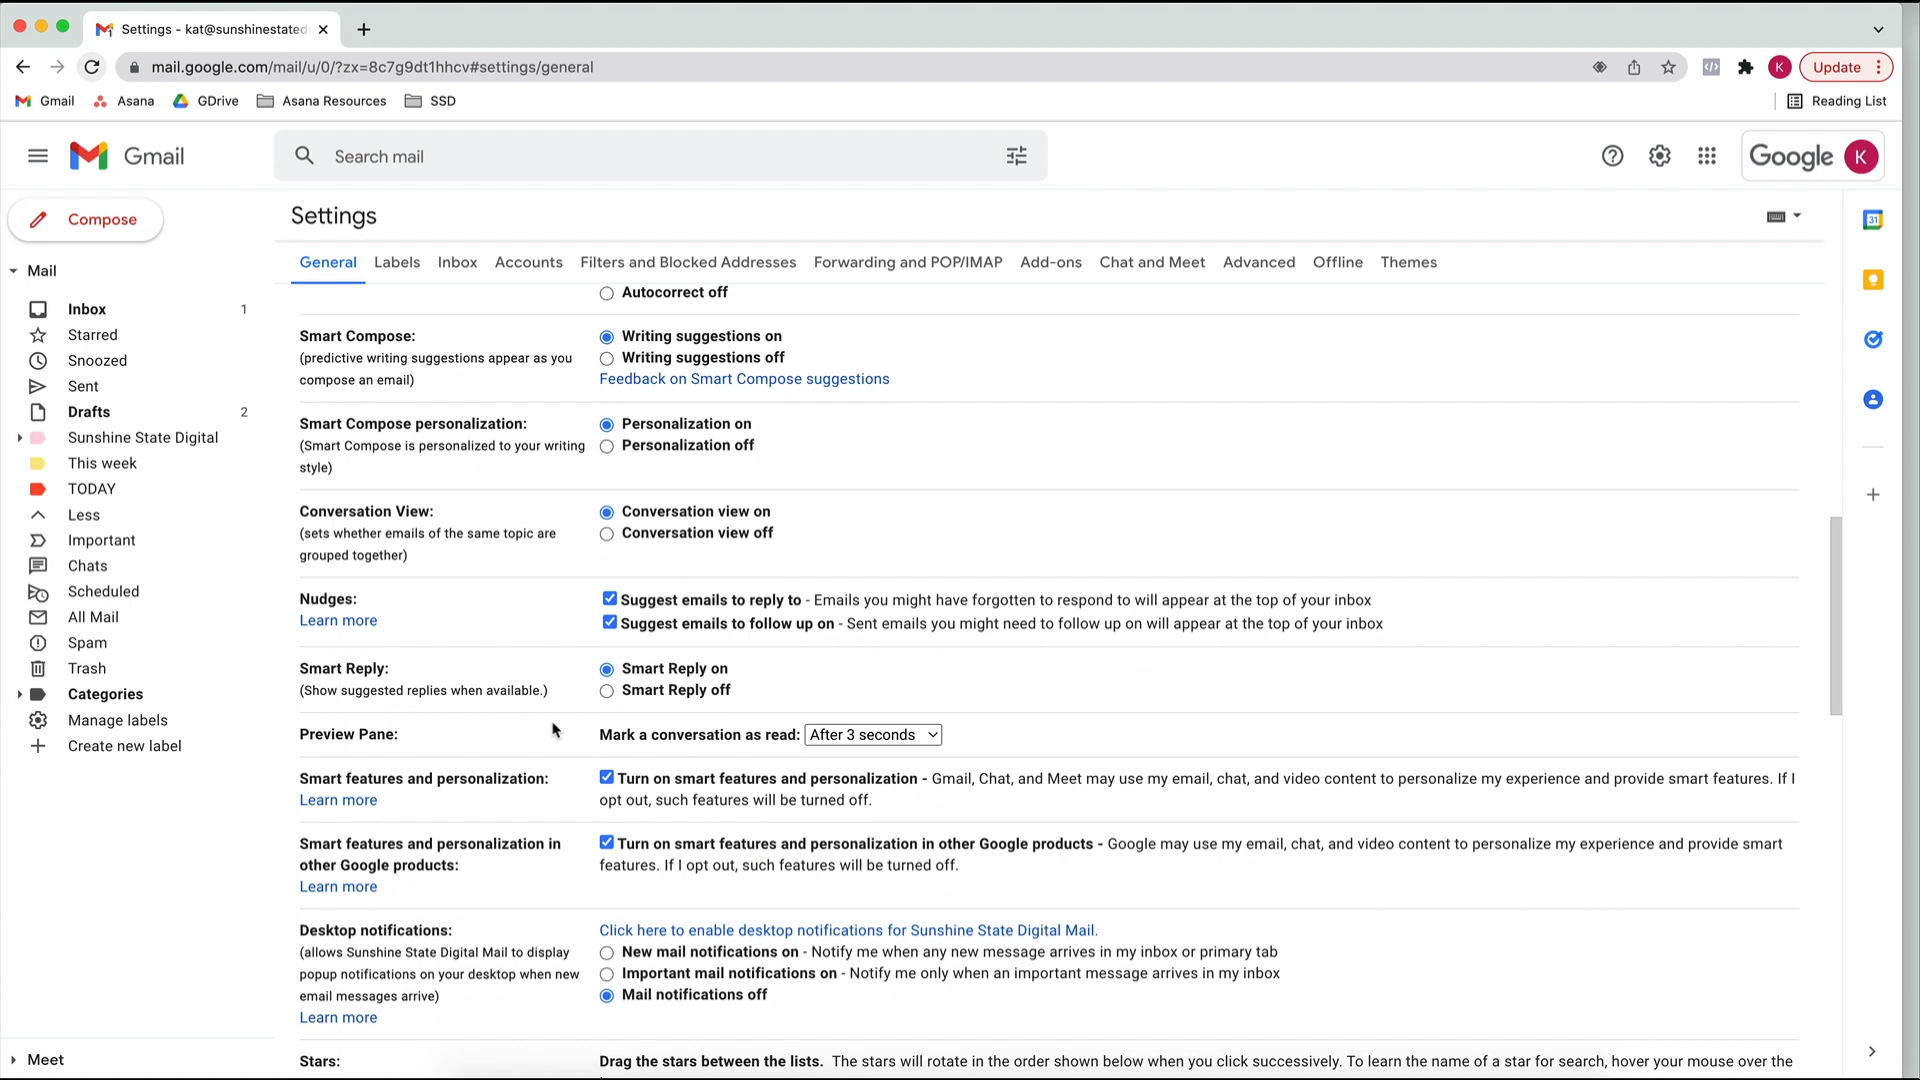 Settings - kat@sunshinestated
mail.google.com/mail/u/0/?zx=8c7g9dt1hhcv#settings/general
K
Update
Gmail
Asana
GDrive
Asana Resources
SSD
Reading List
Gmail
Search mail
Google
K
Compose
Mail
Inbox 1
Starred
Snoozed
Sent
Drafts 2
Sunshine State Digital
This week
TODAY
Less
Important
Chats
Scheduled
All Mail
Spam
Trash
Categories
Manage labels
Create new label
Meet
Settings
General Labels Inbox Accounts Filters and Blocked Addresses Forwarding and POP/IMAP Add-ons Chat and Meet Advanced Offline Themes
Autocorrect off
Smart Compose:
(predictive writing suggestions appear as you
compose an email)
Writing suggestions on
Writing suggestions off
Feedback on Smart Compose suggestions
Smart Compose personalization:
(Smart Compose is personalized to your writing
style)
Personalization on
Personalization off
Conversation View:
(sets whether emails of the same topic are
grouped together)
Conversation view on
Conversation view off
Nudges:
Learn more
Suggest emails to reply to - Emails you might have forgotten to respond to will appear at the top of your inbox
Suggest emails to follow up on - Sent emails you might need to follow up on will appear at the top of your inbox
Smart Reply:
(Show suggested replies when available.)
Smart Reply on
Smart Reply off
Preview Pane:
Mark a conversation as read: After 3 seconds
Smart features and personalization:
Learn more
Turn on smart features and personalization - Gmail, Chat, and Meet may use my email, chat, and video content to personalize my experience and provide smart features. If I
opt out, such features will be turned off.
Smart features and personalization in
other Google products:
Learn more
Turn on smart features and personalization in other Google products - Google may use my email, chat, and video content to personalize my experience and provide smart
features. If I opt out, such features will be turned off.
Desktop notifications:
(allows Sunshine State Digital Mail to display
popup notifications on your desktop when new
email messages arrive)
Learn more
Click here to enable desktop notifications for Sunshine State Digital Mail.
New mail notifications on - Notify me when any new message arrives in my inbox or primary tab
Important mail notifications on - Notify me only when an important message arrives in my inbox
Mail notifications off
Stars:
Drag the stars between the lists. The stars will rotate in the order shown below when you click successively. To learn the name of a star for search, hover your mouse over the
31